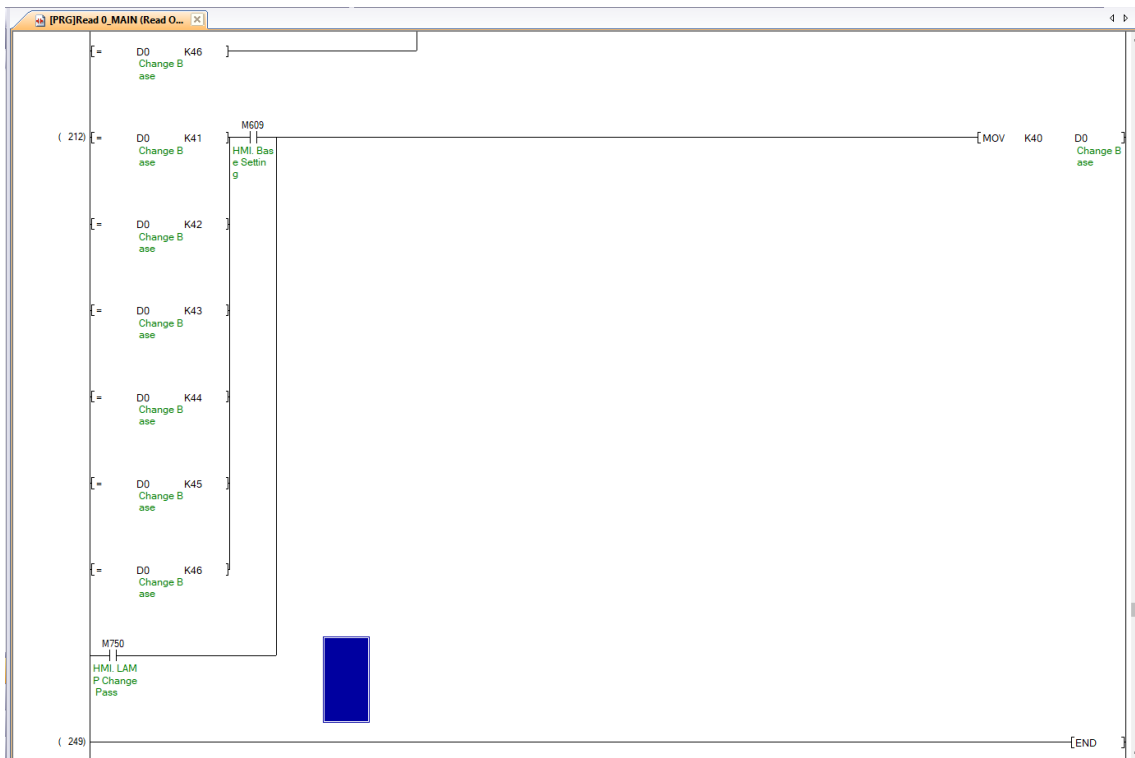 [PRG]Read 0_MAIN (Read O...
[= D0 K46 ]
Change B
ase
M609
( 212) [= D0 K41 ] [MOV K40 D0 ]
Change B HMI. Bas Change B
ase e Settin ase
g
[= D0 K42 ]
Change B
ase
[= D0 K43 ]
Change B
ase
[= D0 K44 ]
Change B
ase
[= D0 K45 ]
Change B
ase
[= D0 K46 ]
Change B
ase
M750
HMI. LAM
P Change
Pass
( 249) [END ]